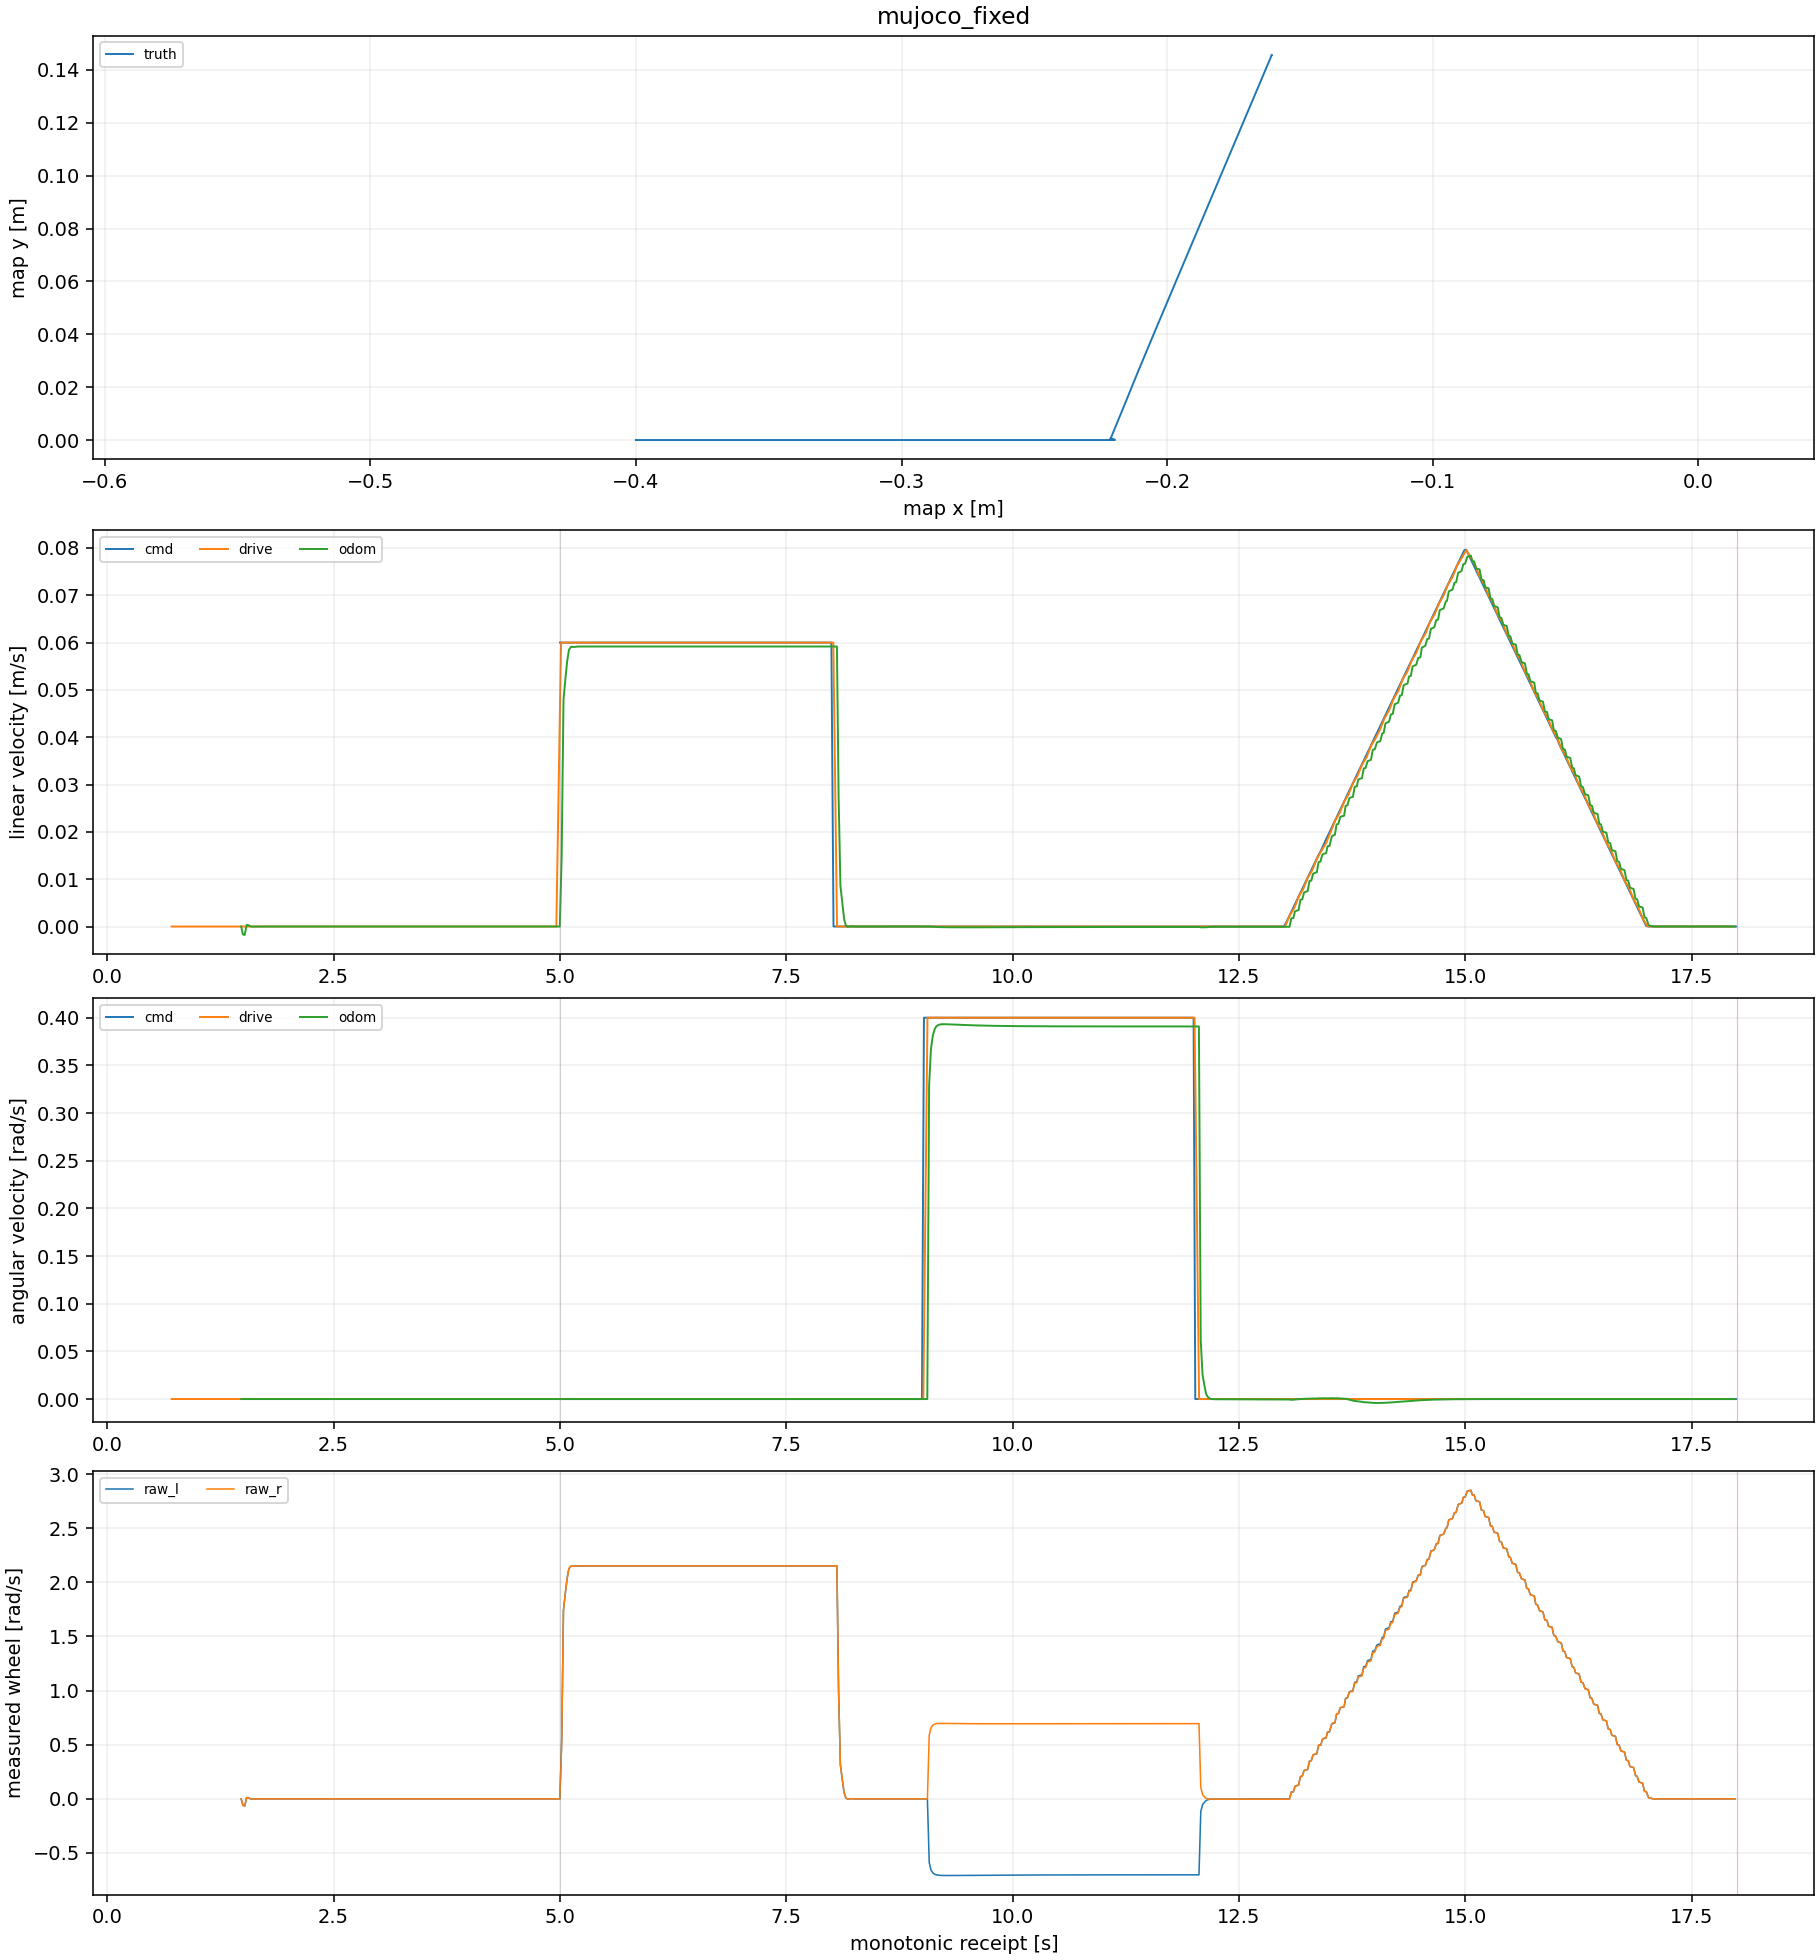 mujoco_fixed
truth
0.14
0.12
0.10
0.08
0.06
0.04
0.02
0.00
map y [m]
−0.6 −0.5 −0.4 −0.3 −0.2 −0.1 0.0
map x [m]
cmd drive odom
0.08
0.07
0.06
0.05
0.04
0.03
0.02
0.01
0.00
linear velocity [m/s]
0.0 2.5 5.0 7.5 10.0 12.5 15.0 17.5
cmd drive odom
0.40
0.35
0.30
0.25
0.20
0.15
0.10
0.05
0.00
angular velocity [rad/s]
0.0 2.5 5.0 7.5 10.0 12.5 15.0 17.5
raw_l raw_r
3.0
2.5
2.0
1.5
1.0
0.5
0.0
−0.5
measured wheel [rad/s]
0.0 2.5 5.0 7.5 10.0 12.5 15.0 17.5
monotonic receipt [s]